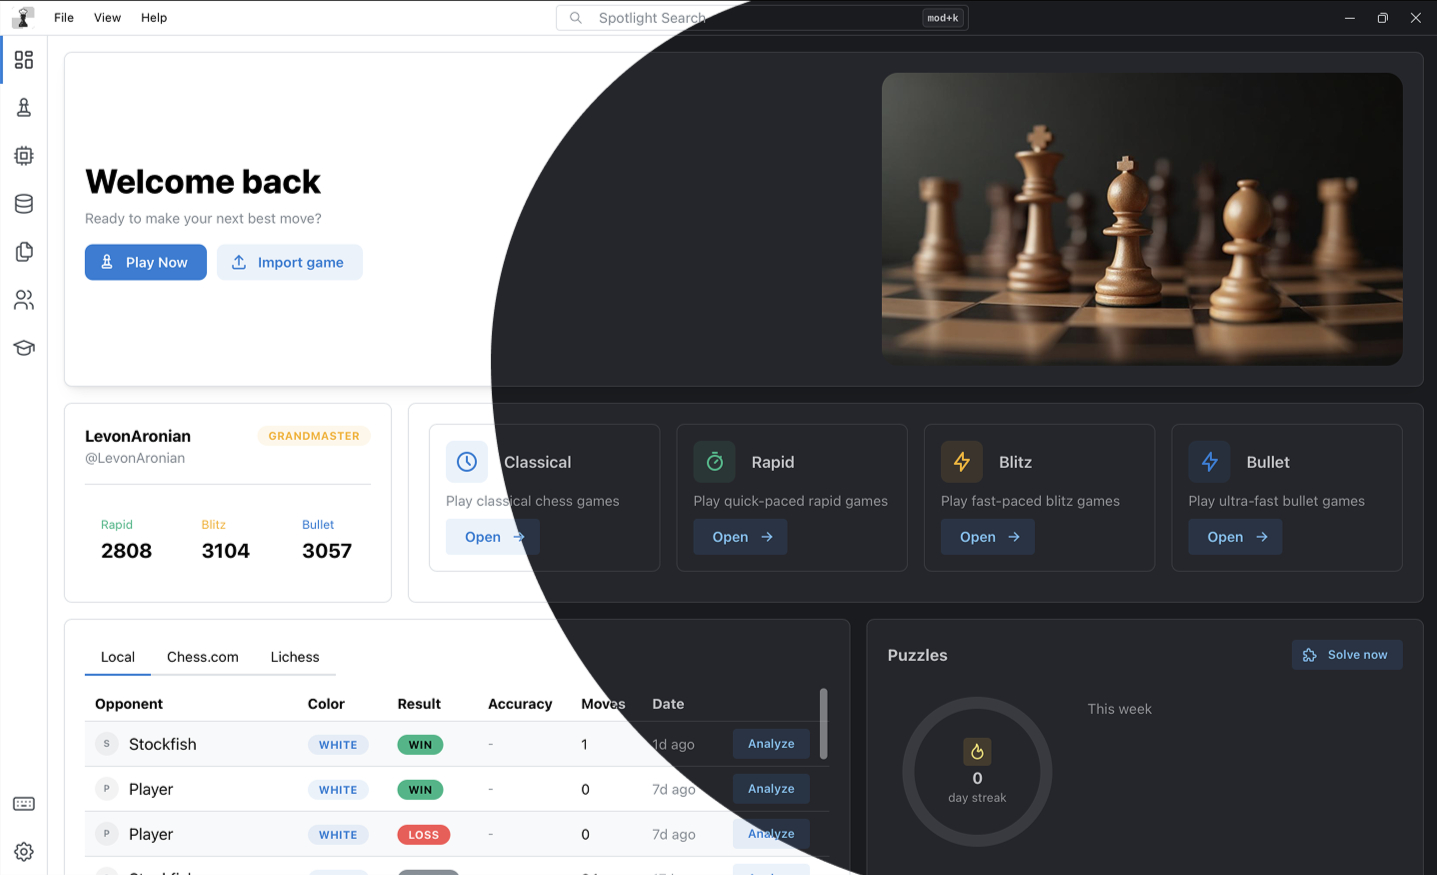 File View Help
Spotlight Search mod+k
Welcome back
Ready to make your next best move?
Play Now Import game
LevonAronian GRANDMASTER
@LevonAronian
Rapid Blitz Bullet
2808 3104 3057
Classical
Play classical chess games
Open
Rapid
Play quick-paced rapid games
Open
Blitz
Play fast-paced blitz games
Open
Bullet
Play ultra-fast bullet games
Open
Local Chess.com Lichess
Opponent Color Result Accuracy Moves Date
S Stockfish WHITE WIN - 1 1d ago Analyze
P Player WHITE WIN - 0 7d ago Analyze
P Player WHITE LOSS - 0 7d ago Analyze
Puzzles Solve now
This week
0
day streak